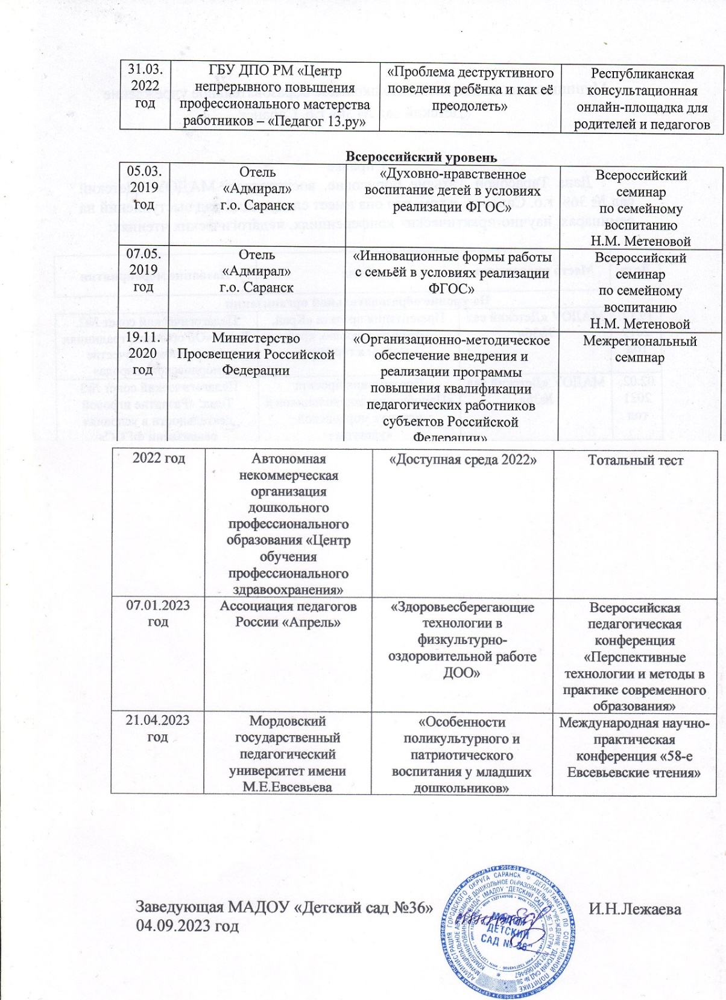 31.03.
2022
год
ГБУ ДПО РМ «Центр
непрерывного повышения
профессионального мастерства
работников – «Педагог 13.ру»
«Проблема деструктивного
поведения ребёнка и как её
преодолеть»
Республиканская
консультационная
онлайн-площадка для
родителей и педагогов
Всероссийский уровень
05.03.
2019
год
Отель
«Адмирал»
г.о. Саранск
«Духовно-нравственное
воспитание детей в условиях
реализации ФГОС»
Всероссийский
семинар
по семейному
воспитанию
Н.М. Метеновой
07.05.
2019
год
Отель
«Адмирал»
г.о. Саранск
«Инновационные формы работы
с семьёй в условиях реализации
ФГОС»
Всероссийский
семинар
по семейному
воспитанию
Н.М. Метеновой
19.11.
2020
год
Министерство
Просвещения Российской
Федерации
«Организационно-методическое
обеспечение внедрения и
реализации программы
повышения квалификации
педагогических работников
субъектов Российской
Федерации»
Межрегиональный
семпнар
2022 год
Автономная
некоммерческая
организация
дошкольного
профессионального
образования «Центр
обучения
профессионального
здравоохранения»
«Доступная среда 2022»
Тотальный тест
07.01.2023
год
Ассоциация педагогов
России «Апрель»
«Здоровьесберегающие
технологии в
физкультурно-
оздоровительной работе
ДОО»
Всероссийская
педагогическая
конференция
«Перспективные
технологии и методы в
практике современного
образования»
21.04.2023
год
Мордовский
государственный
педагогический
университет имени
М.Е.Евсевьева
«Особенности
поликультурного и
патриотического
воспитания у младших
дошкольников»
Международная научно-
практическая
конференция «58-е
Евсевьевские чтения»
Заведующая МАДОУ «Детский сад №36»
И.Н.Лежаева
04.09.2023 год
АДМИНИСТРАЦИЯ ГОРОДСКОГО ОКРУГА САРАНСК * ДЕПАРТАМЕНТ ПО СОЦИАЛЬНОЙ ПОЛИТИКЕ
МАДОУ
"ДЕТСКИЙ
САД № 36"